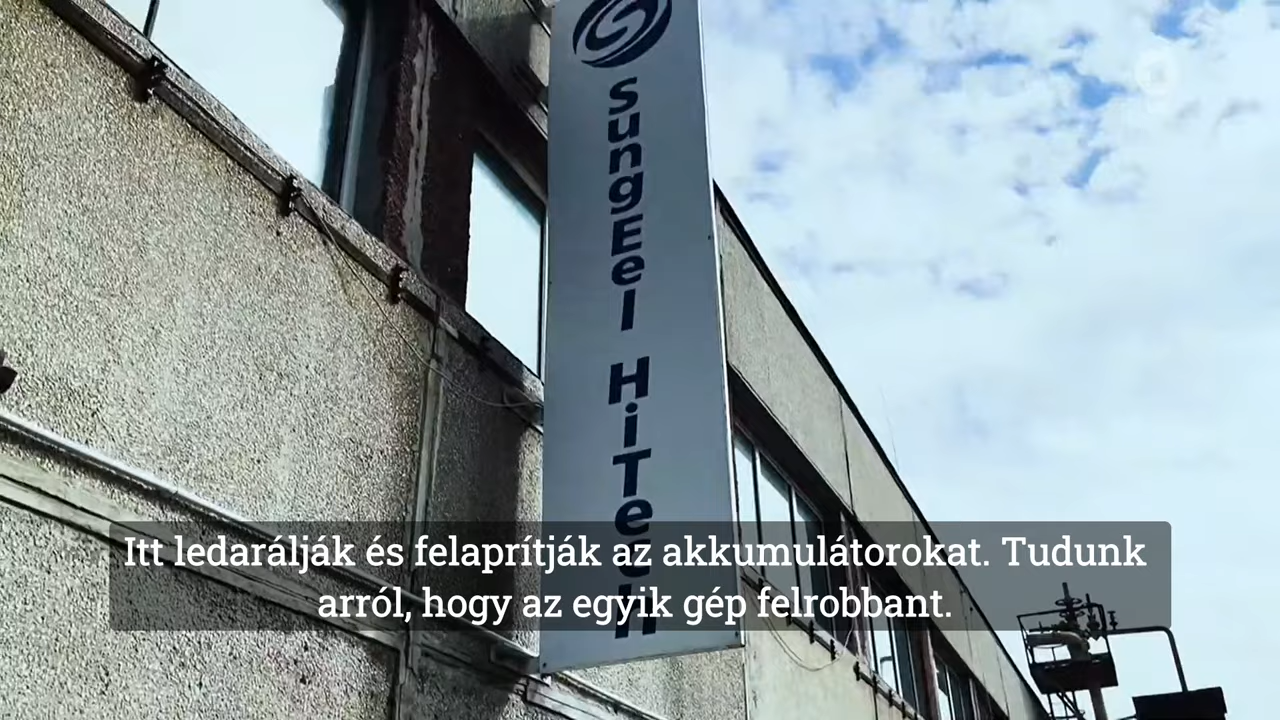 SungEel HiTech
Itt ledarálják és felaprítják az akkumulátorokat. Tudunk
arról, hogy az egyik gép felrobbant.